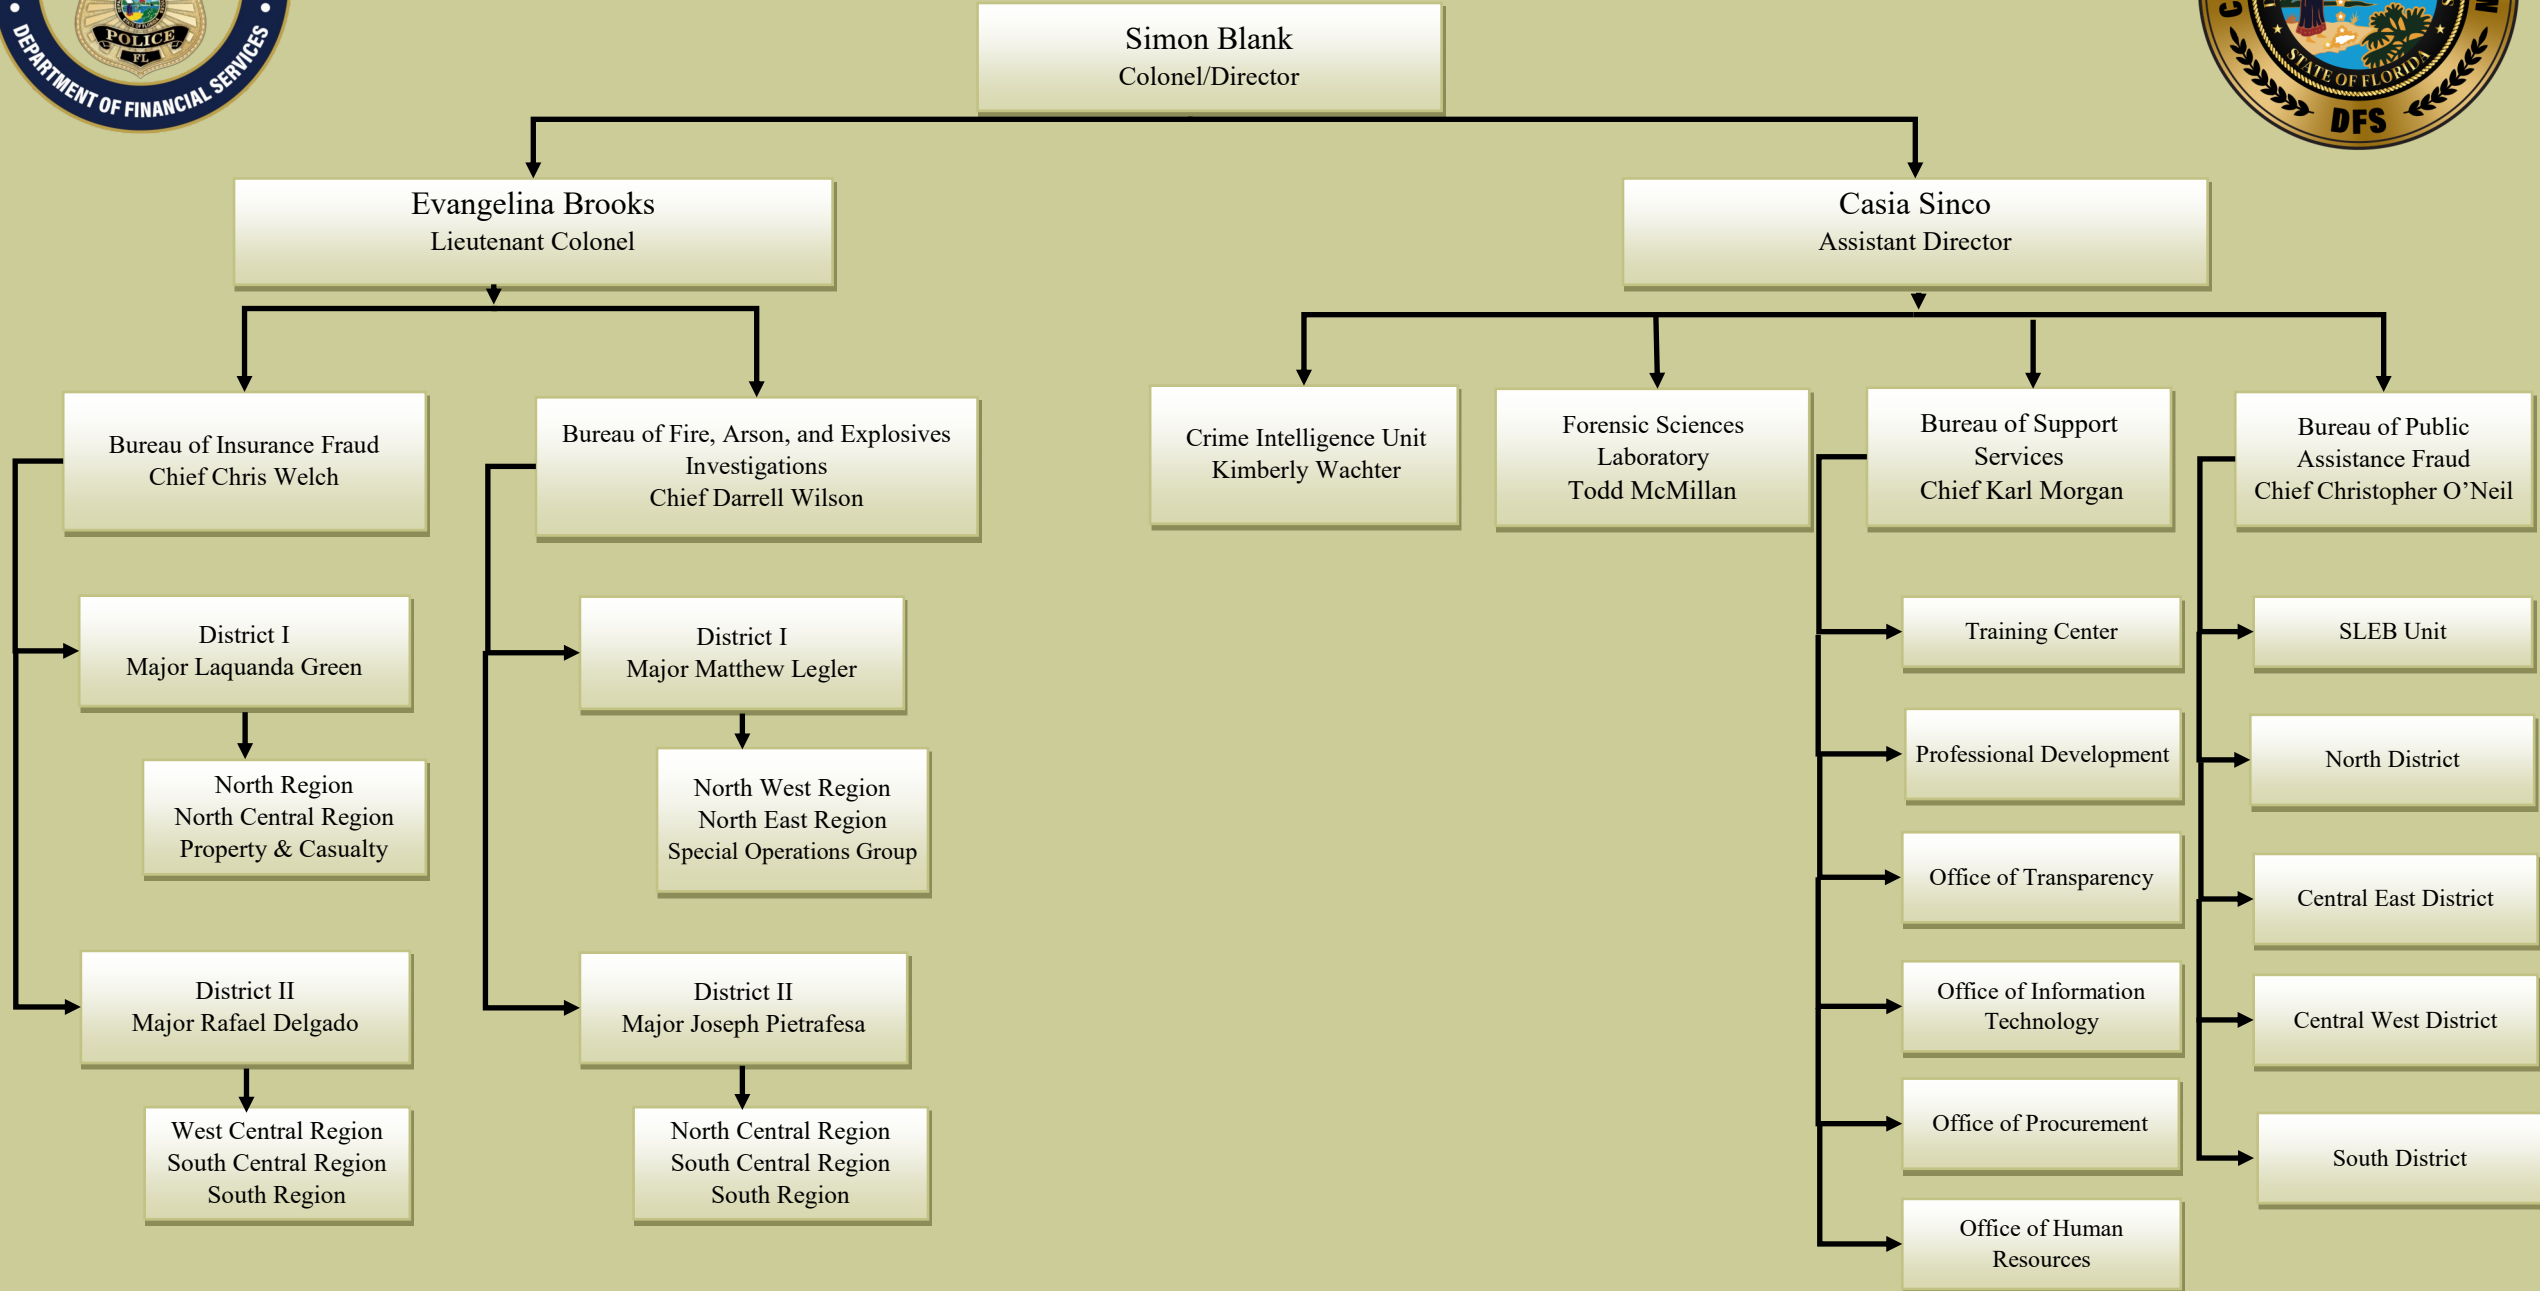 POLICE
FL
DEPARTMENT OF FINANCIAL SERVICES
STATE OF FLORIDA
DFS
Simon Blank
Colonel/Director
Evangelina Brooks
Lieutenant Colonel
Casia Sinco
Assistant Director
Bureau of Insurance Fraud
Chief Chris Welch
Bureau of Fire, Arson, and Explosives
Investigations
Chief Darrell Wilson
Crime Intelligence Unit
Kimberly Wachter
Forensic Sciences
Laboratory
Todd McMillan
Bureau of Support
Services
Chief Karl Morgan
Bureau of Public
Assistance Fraud
Chief Christopher O’Neil
District I
Major Laquanda Green
North Region
North Central Region
Property & Casualty
District II
Major Rafael Delgado
West Central Region
South Central Region
South Region
District I
Major Matthew Legler
North West Region
North East Region
Special Operations Group
District II
Major Joseph Pietrafesa
North Central Region
South Central Region
South Region
Training Center
Professional Development
Office of Transparency
Office of Information
Technology
Office of Procurement
Office of Human
Resources
SLEB Unit
North District
Central East District
Central West District
South District